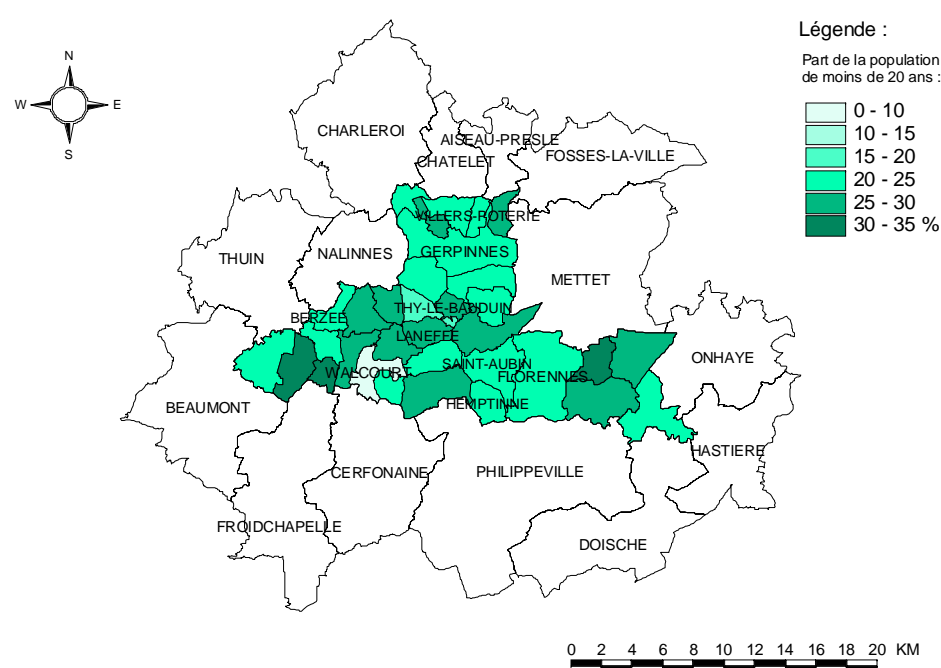 Légende :
Part de la population
de moins de 20 ans :
0 - 10
10 - 15
15 - 20
20 - 25
25 - 30
30 - 35 %
N
W
E
S
CHARLEROI
AISEAU-PRESLE
CHATELET
FOSSES-LA-VILLE
VILLERS-POTERIE
THUIN
NALINNES
GERPINNES
METTET
THY-LE-BAUDUIN
BERZEE
LANEFFE
ONHAYE
SAINT-AUBIN
WALCOURT
FLORENNES
BEAUMONT
HEMPTINNE
HASTIERE
CERFONAINE
PHILIPPEVILLE
FROIDCHAPELLE
DOISCHE
0 2 4 6 8 10 12 14 16 18 20 KM